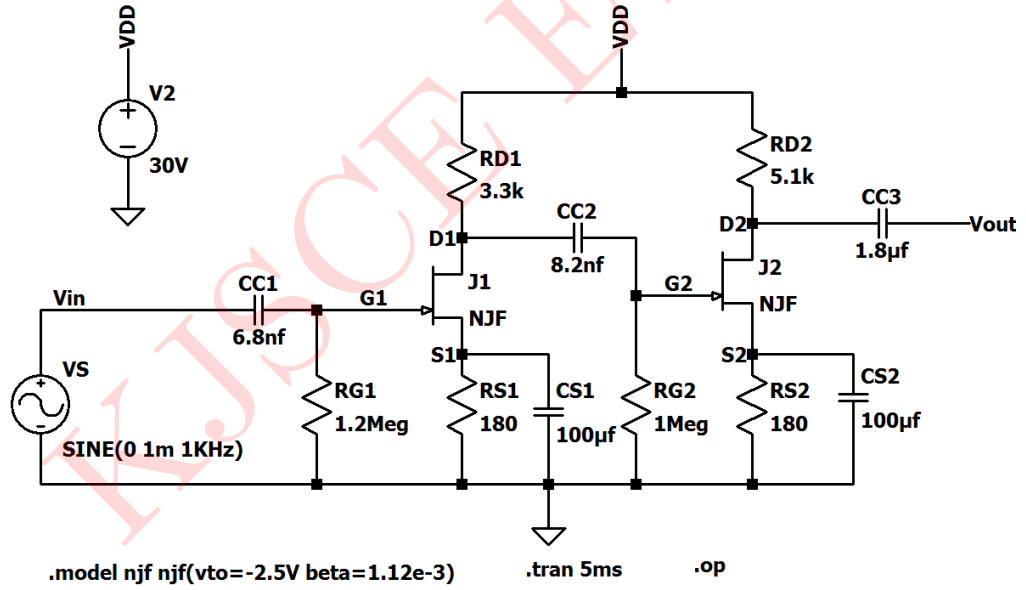 VDD
V2
30V
VDD
RD1
3.3k
RD2
5.1k
CC2
8.2nf
CC3
1.8µf
Vout
D1
D2
J1
NJF
J2
NJF
CC1
6.8nf
Vin
G1
G2
S1
S2
VS
SINE(0 1m 1KHz)
RG1
1.2Meg
RS1
180
CS1
100µf
RG2
1Meg
RS2
180
CS2
100µf
.model njf njf(vto=-2.5V beta=1.12e-3)
.tran 5ms
.op
KJSCE